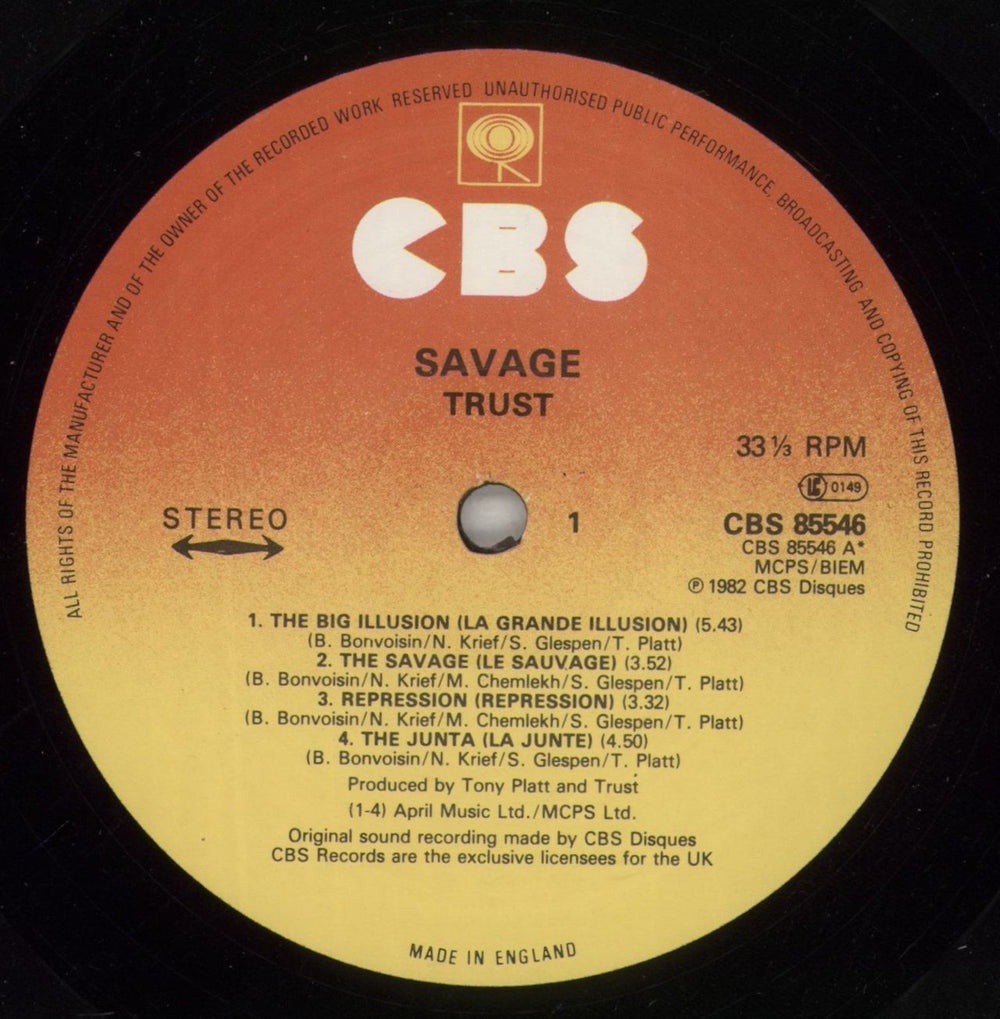 ALL RIGHTS OF THE MANUFACTURER AND OF THE OWNER OF THE RECORDED WORK RESERVED UNAUTHORISED PUBLIC PERFORMANCE, BROADCASTING AND COPYING OF THIS RECORD PROHIBITED
CBS
SAVAGE
TRUST
33⅓ RPM
LC 0149
STEREO
1
CBS 85546
CBS 85546 A*
MCPS/BIEM
℗ 1982 CBS Disques
1. THE BIG ILLUSION (LA GRANDE ILLUSION) (5.43)
(B. Bonvoisin/N. Krief/S. Glespen/T. Platt)
2. THE SAVAGE (LE SAUVAGE) (3.52)
(B. Bonvoisin/N. Krief/M. Chemlekh/S. Glespen/T. Platt)
3. REPRESSION (REPRESSION) (3.32)
(B. Bonvoisin/N. Krief/M. Chemlekh/S. Glespen/T. Platt)
4. THE JUNTA (LA JUNTE) (4.50)
(B. Bonvoisin/N. Krief/S. Glespen/T. Platt)
Produced by Tony Platt and Trust
(1-4) April Music Ltd./MCPS Ltd.
Original sound recording made by CBS Disques
CBS Records are the exclusive licensees for the UK
MADE IN ENGLAND